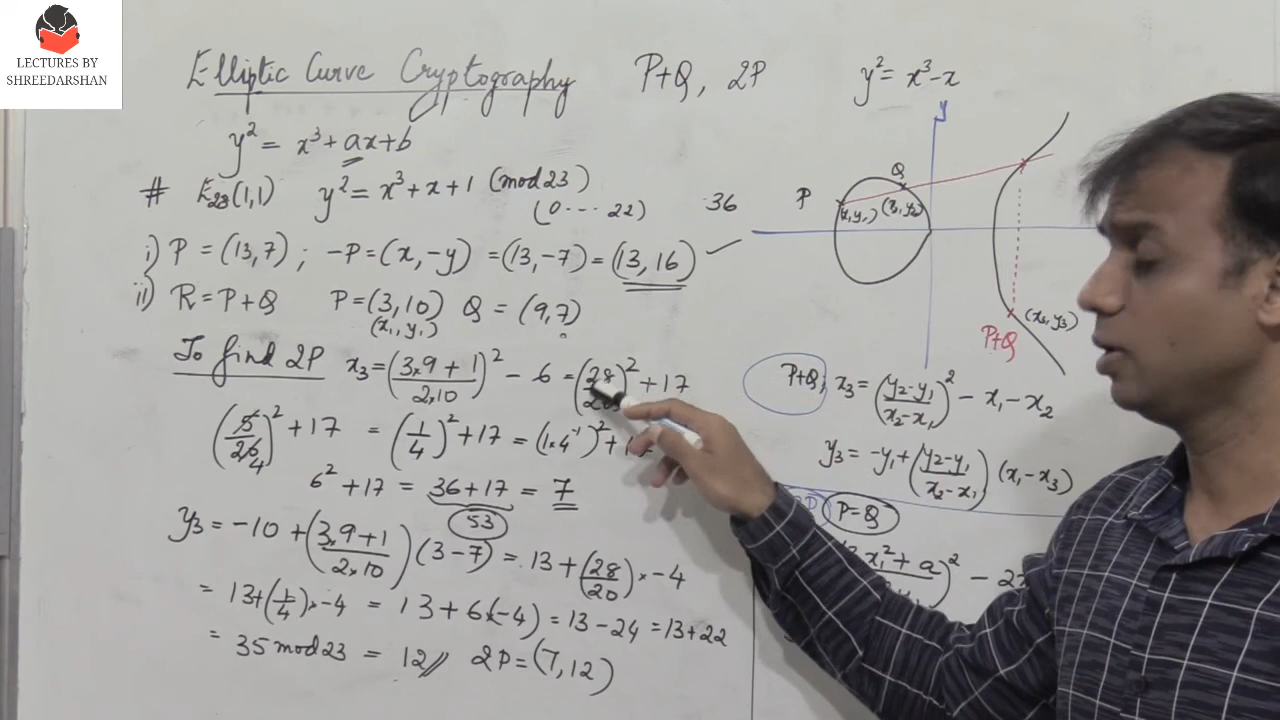 LECTURES BY
SHREEDARSHAN
Elliptic Curve Cryptography P+Q, 2P
y² = x³ + ax + b
# E23(1,1) y² = x³ + x + 1 (mod 23)
(0 ---- 22)
36
i) P = (13,7) ; -P = (x, -y) = (13, -7) = (13, 16)
ii) R = P+Q P = (3,10) Q = (9,7)
(x₁, y₁)
To find 2P x₃ = (3×9 + 1 / 2×10)² - 6 = (28 / 20)² + 17
(5 / 20 4)² + 17 = (1/4)² + 17 = (1×4⁻¹)² +
6² + 17 = 36 + 17 = 7
53
y₃ = -10 + (3×9 + 1 / 2×10) (3 - 7) = 13 + (28/20) × -4
= 13 + (1/4) × -4 = 13 + 6(×-4) = 13 - 24 = 13 + 22
= 35 mod 23 = 12 // 2P = (7, 12)
y² = x³ - x
y
P
Q
(x₁, y₁)
P+Q
(x₃, y₃)
P+Q, x₃ = (y₂ - y₁ / x₂ - x₁)² - x₁ - x₂
y₃ = -y₁ + (y₂ - y₁ / x₂ - x₁) (x₁ - x₃)
P = Q
x₁² + a )² - 2